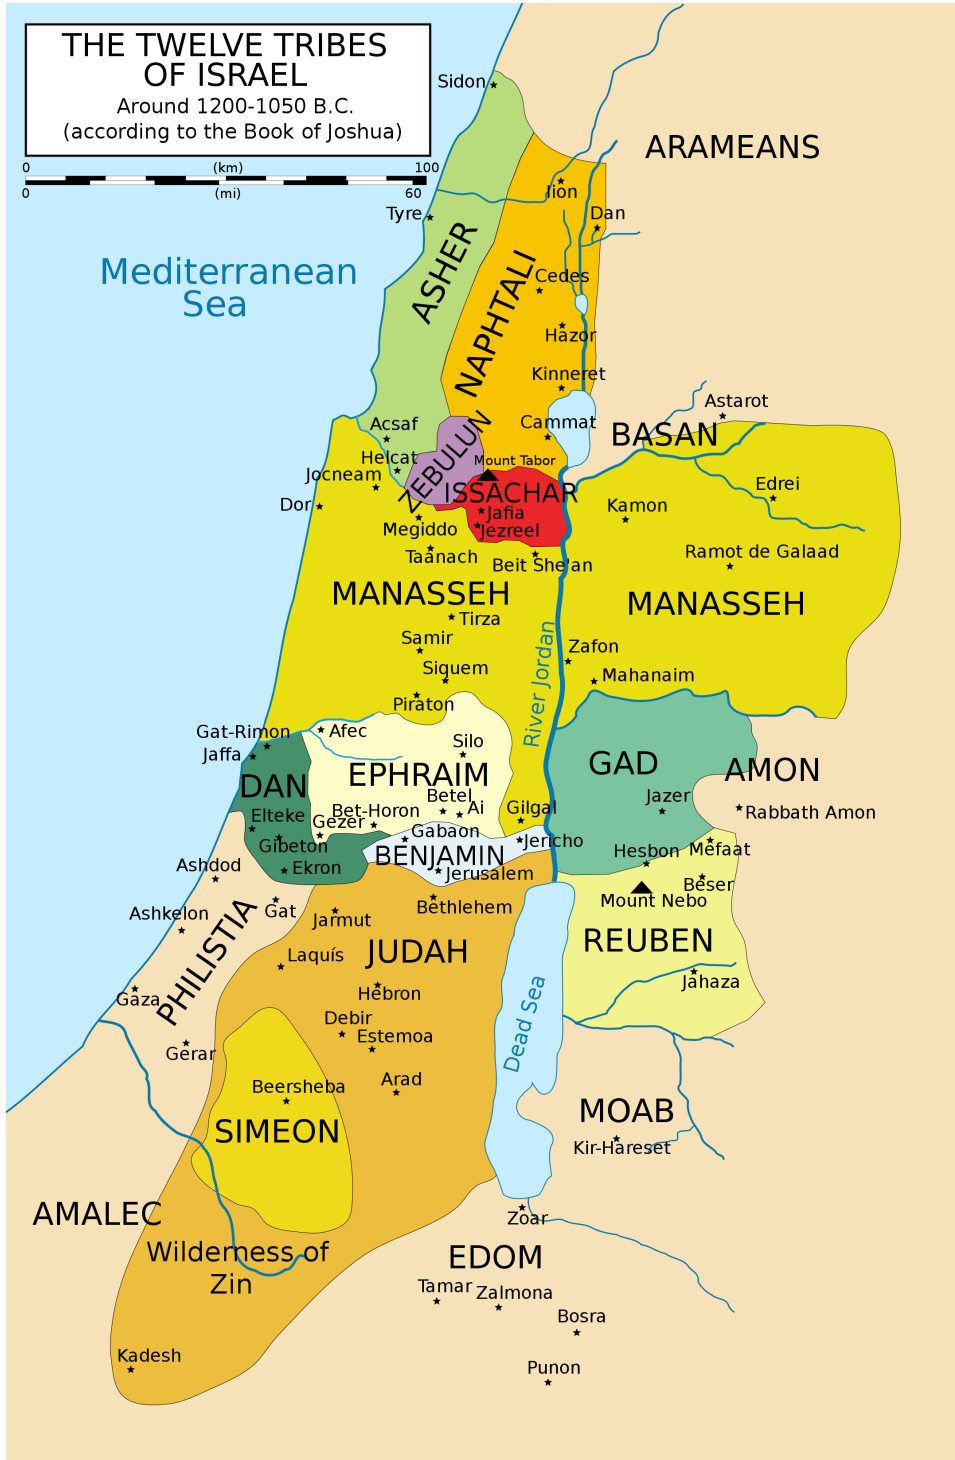 THE TWELVE TRIBES
OF ISRAEL
Around 1200-1050 B.C.
(according to the Book of Joshua)
0 (km) 100
0 (mi) 60
Sidon
ARAMEANS
Iion
Tyre
Dan
ASHER
Mediterranean
Sea
NAPHTALI
Cedes
Hazor
Kinneret
Astarot
Acsaf
Cammat
BASAN
ZEBULUN
Helcat
Mount Tabor
Jocneam
ISSACHAR
Edrei
Dor
Jafia
Kamon
Megiddo
Jezreel
Taanach
Beit She'an
Ramot de Galaad
MANASSEH
MANASSEH
Tirza
Samir
Zafon
Siquem
Mahanaim
River Jordan
Piraton
Gat-Rimon
Afec
Jaffa
Silo
GAD
AMON
DAN
EPHRAIM
Betel
Jazer
Elteke
Bet-Horon
Ai
Gilgal
Rabbath Amon
Gezer
Gabaon
Gibeton
BENJAMIN
Jericho
Hesbon
Mefaat
Ashdod
Ekron
Jerusalem
Beser
Mount Nebo
Ashkelon
Gat
Jarmut
Bethlehem
PHILISTIA
JUDAH
REUBEN
Laquís
Gaza
Hebron
Jahaza
Debir
Dead Sea
Gerar
Estemoa
Beersheba
Arad
SIMEON
MOAB
Kir-Hareset
AMALEC
Zoar
Wilderness of
Zin
EDOM
Tamar
Zalmona
Bosra
Kadesh
Punon